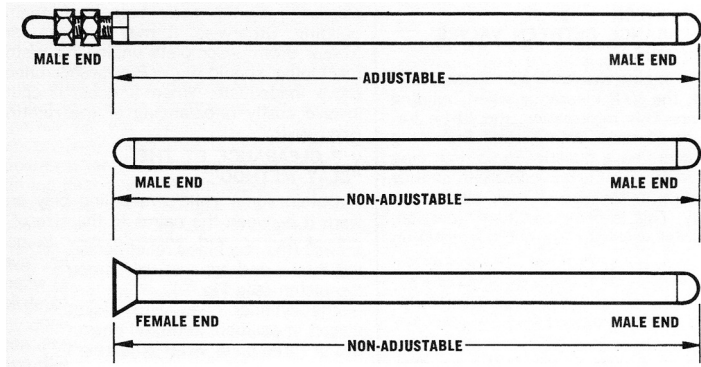 MALE END MALE END
ADJUSTABLE
MALE END MALE END
NON-ADJUSTABLE
FEMALE END MALE END
NON-ADJUSTABLE